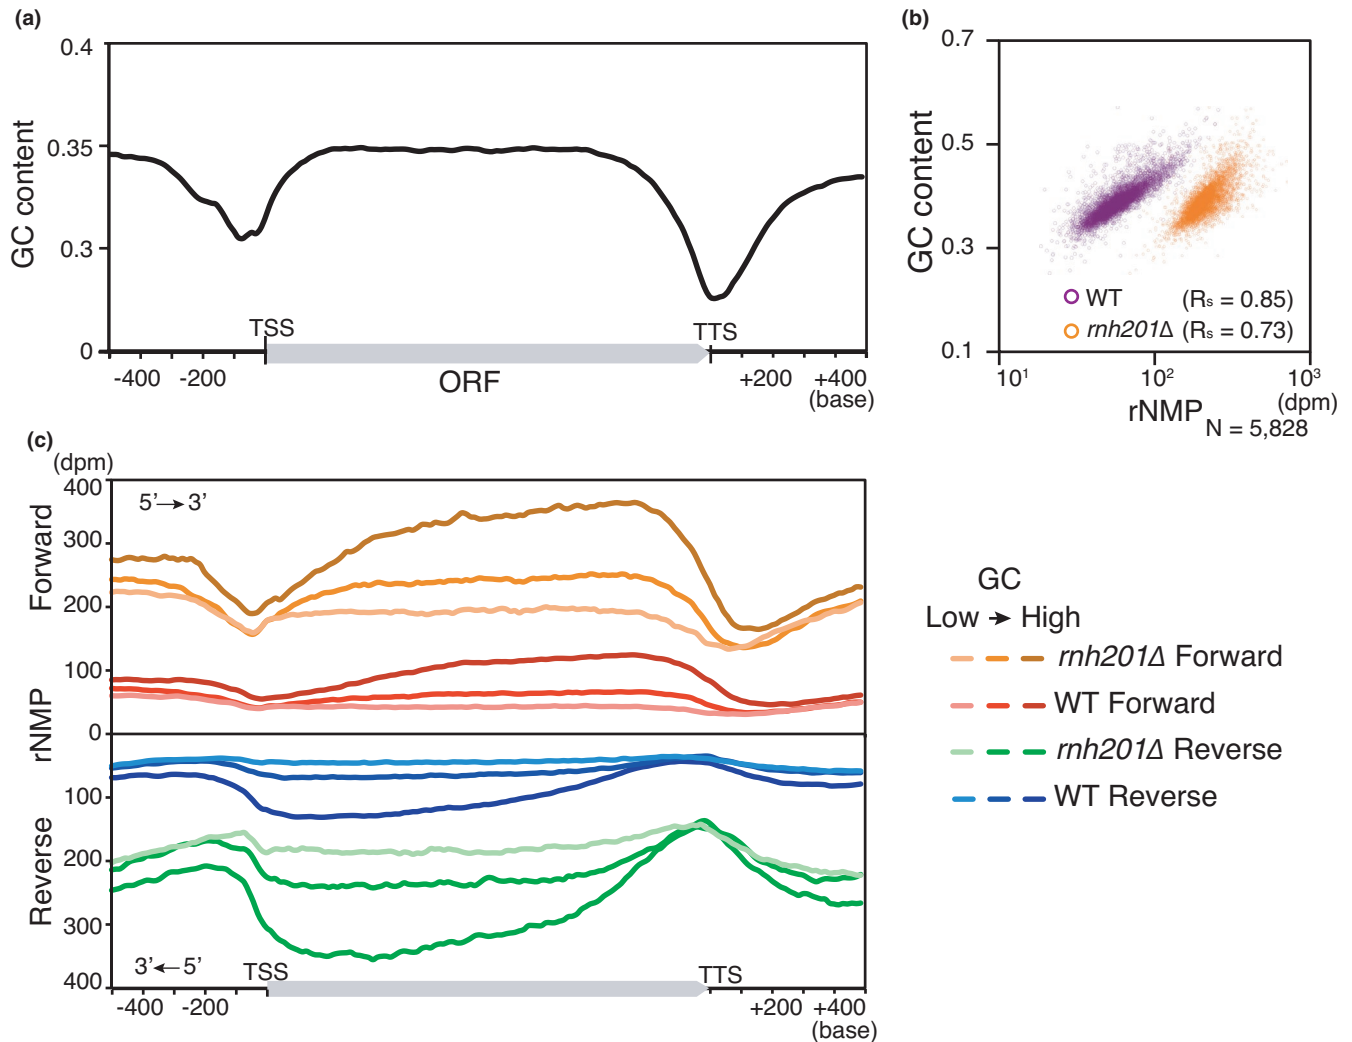 (a)
0.4
0.35
0.3
0
GC content
TSS
TTS
-400 -200
ORF
+200 +400
(base)
(b)
0.7
0.5
0.3
0.1
GC content
WT (Rs = 0.85)
rnh201Δ (Rs = 0.73)
10¹ 10² 10³
rNMP (dpm)
N = 5,828
(c)
(dpm)
400
300
200
100
0
100
200
300
400
Forward
rNMP
Reverse
5’→3’
3’←5’
TSS
TTS
-400 -200
+200 +400
(base)
GC
Low → High
rnh201Δ Forward
WT Forward
rnh201Δ Reverse
WT Reverse